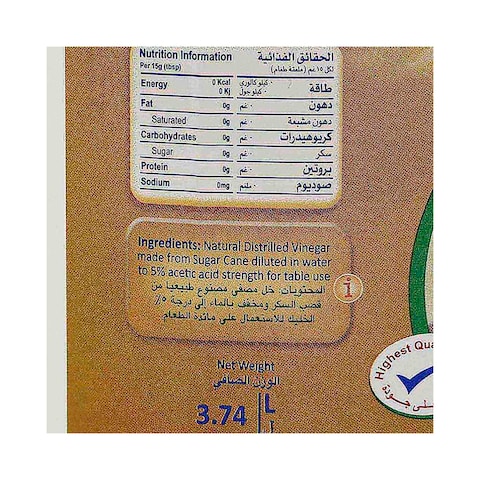 Nutrition Information الحقائق الغذائية
Per 15g (tbsp) لكل ١٥ غم (ملعقة طعام)
Energy 0 Kcal ٠ كيلو كالوري طاقة
0 Kj ٠ كيلو جول
Fat 0g ٠ غم دهون
Saturated 0g ٠ غم دهون مشبعة
Carbohydrates 0g ٠ غم كربوهيدرات
Sugar 0g ٠ غم سكر
Protein 0g ٠ غم بروتين
Sodium 0mg ٠ ملغم صوديوم
Ingredients: Natural Distrilled Vinegar
made from Sugar Cane diluted in water
to 5% acetic acid strength for table use
المحتويات: خل مصفى مصنوع طبيعيا من
قصب السكر ومخفف بالماء إلى درجة ٥٪
الخليك للاستعمال على مائدة الطعام
i
Net Weight
الوزن الصافي
3.74 L
Highest Qua
جودة